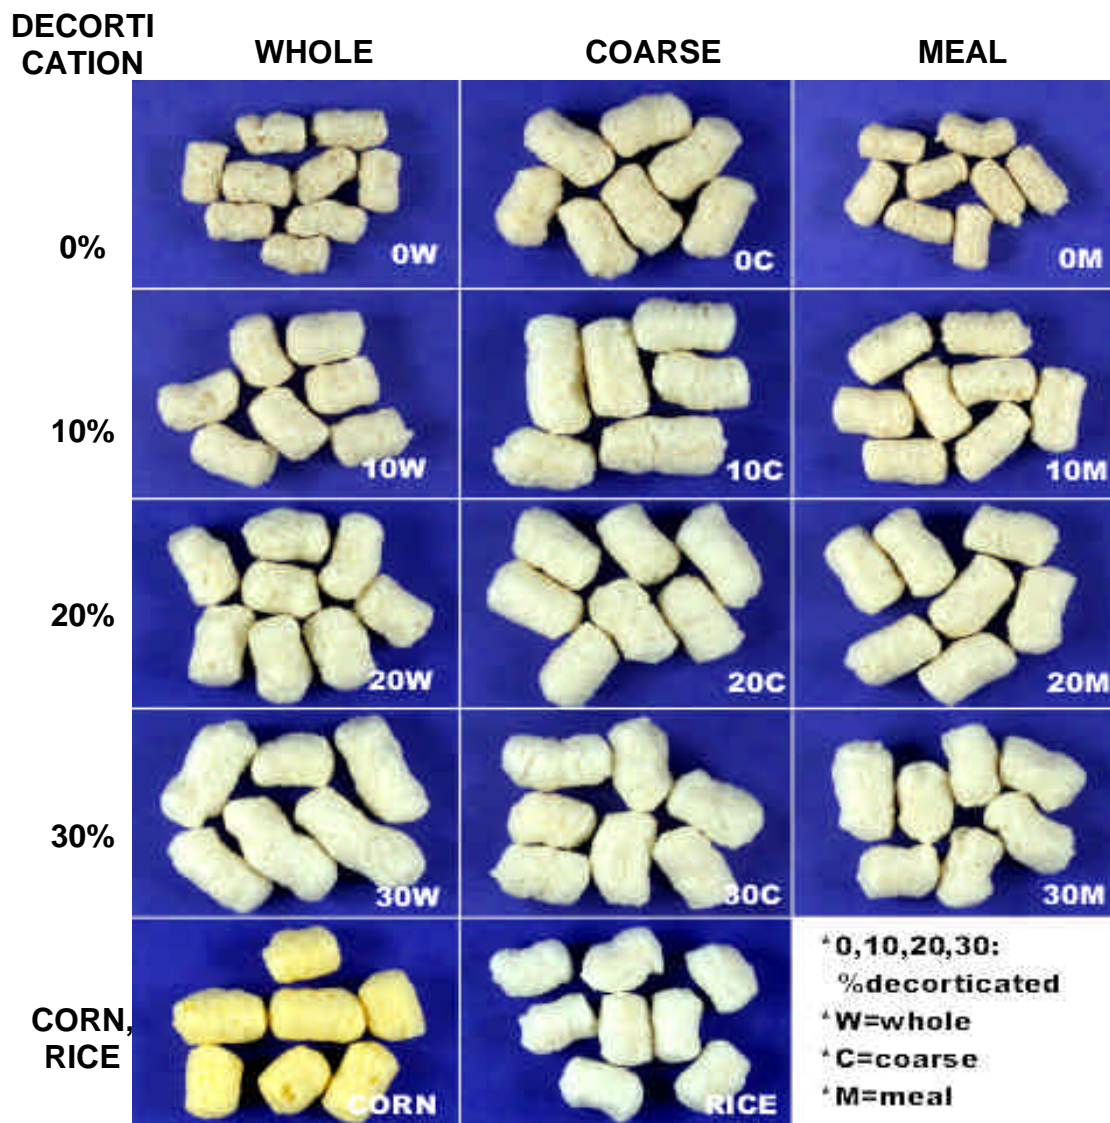 DECORTI
CATION
WHOLE
COARSE
MEAL
0%
0W
0C
0M
10%
10W
10C
10M
20%
20W
20C
20M
30%
30W
30C
30M
CORN,
RICE
CORN
RICE
*0,10,20,30:
%decorticated
*W=whole
*C=coarse
*M=meal